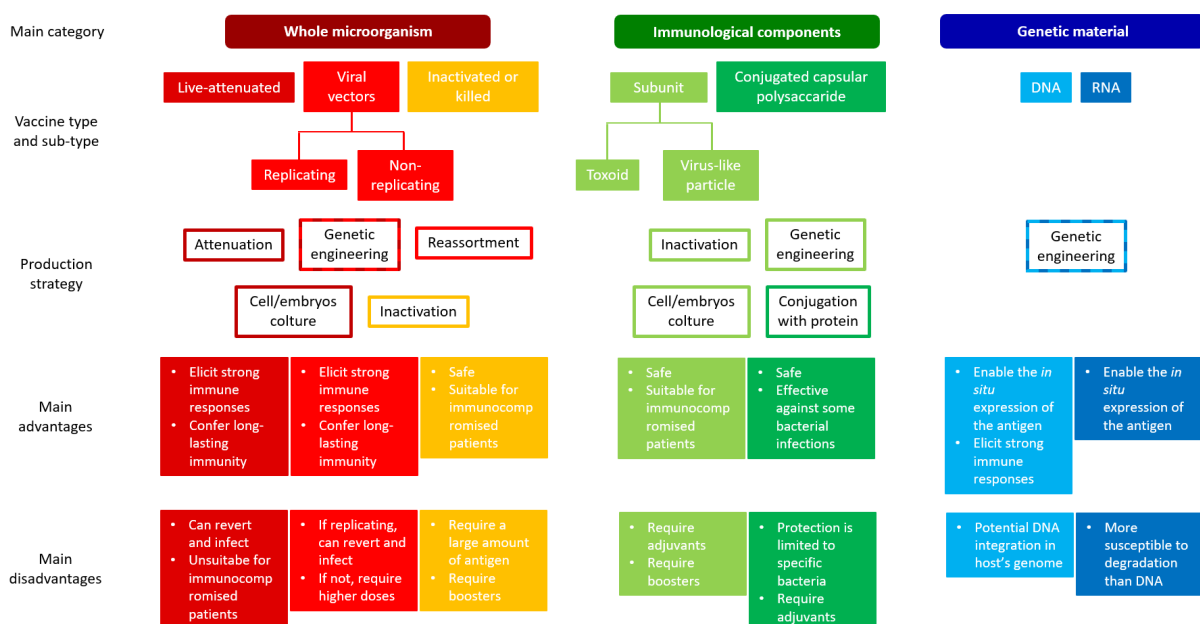 Main category
Whole microorganism
Immunological components
Genetic material
Vaccine type
and sub-type
Live-attenuated
Viral
vectors
Inactivated or
killed
Subunit
Conjugated capsular
polysaccaride
DNA
RNA
Replicating
Non-
replicating
Toxoid
Virus-like
particle
Production
strategy
Attenuation
Genetic
engineering
Reassortment
Inactivation
Genetic
engineering
Genetic
engineering
Cell/embryos
colture
Inactivation
Cell/embryos
colture
Conjugation
with protein
Main
advantages
• Elicit strong
immune
responses
• Confer long-
lasting
immunity
• Elicit strong
immune
responses
• Confer long-
lasting
immunity
• Safe
• Suitable for
immunocomp
romised
patients
• Safe
• Suitable for
immunocomp
romised
patients
• Safe
• Effective
against some
bacterial
infections
• Enable the in
situ
expression of
the antigen
• Elicit strong
immune
responses
• Enable the in
situ
expression of
the antigen
Main
disadvantages
• Can revert
and infect
• Unsuitabe for
immunocomp
romised
patients
• If replicating,
can revert and
infect
• If not, require
higher doses
• Require a
large amount
of antigen
• Require
boosters
• Require
adjuvants
• Require
boosters
• Protection is
limited to
specific
bacteria
• Require
adjuvants
• Potential DNA
integration in
host's genome
• More
susceptible to
degradation
than DNA